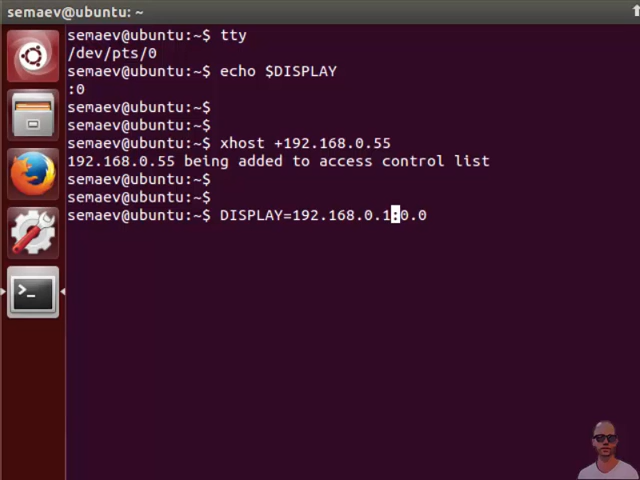 semaev@ubuntu: ~
semaev@ubuntu:~$ tty
/dev/pts/0
semaev@ubuntu:~$ echo $DISPLAY
:0
semaev@ubuntu:~$
semaev@ubuntu:~$
semaev@ubuntu:~$ xhost +192.168.0.55
192.168.0.55 being added to access control list
semaev@ubuntu:~$
semaev@ubuntu:~$
semaev@ubuntu:~$ DISPLAY=192.168.0.1:0.0
>_